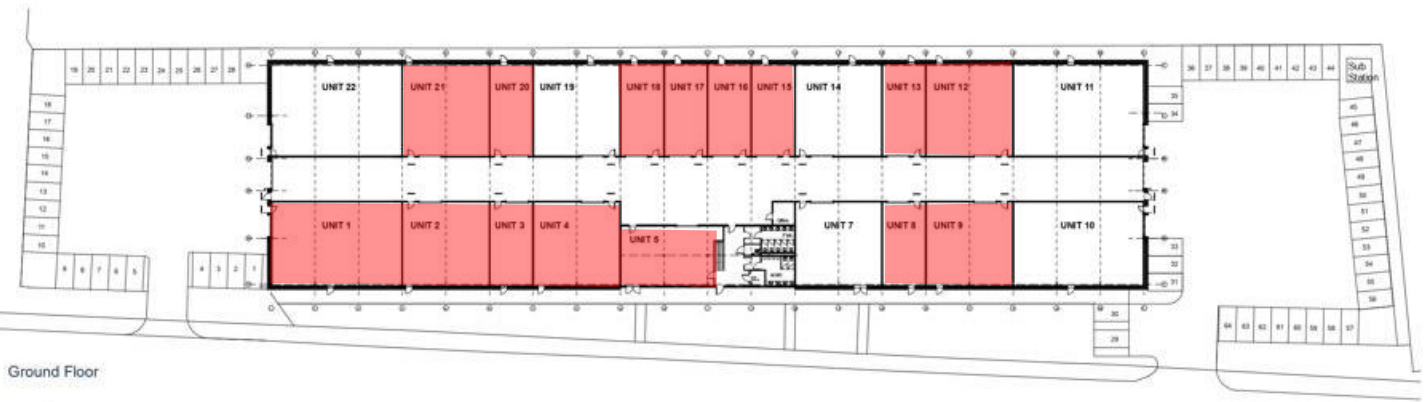 19 20 21 22 23 24 25 26 27 28
36 37 38 39 40 41 42 43 44
Sub
Station
UNIT 22
UNIT 21
UNIT 20
UNIT 19
UNIT 18
UNIT 17
UNIT 16
UNIT 15
UNIT 14
UNIT 13
UNIT 12
UNIT 11
18
17
16
15
14
13
12
11
10
35
34
45
46
47
48
49
50
51
52
53
54
55
56
UNIT 1
UNIT 2
UNIT 3
UNIT 4
UNIT 5
UNIT 7
UNIT 8
UNIT 9
UNIT 10
9 8 7 6 5
4 3 2 1
33
32
31
30
29
64 63 62 61 60 59 58 57
Ground Floor